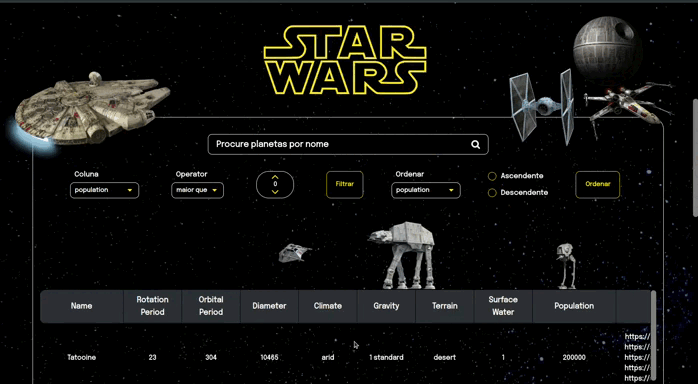 STAR
WARS
Procure planetas por nome
Coluna
population
Operator
maior que
0
Filtrar
Ordenar
population
Ascendente
Descendente
Ordenar
Name Rotation Period Orbital Period Diameter Climate Gravity Terrain Surface Water Population
Tatooine 23 304 10465 arid 1 standard desert 1 200000
https://
https://
https://
https://
https://